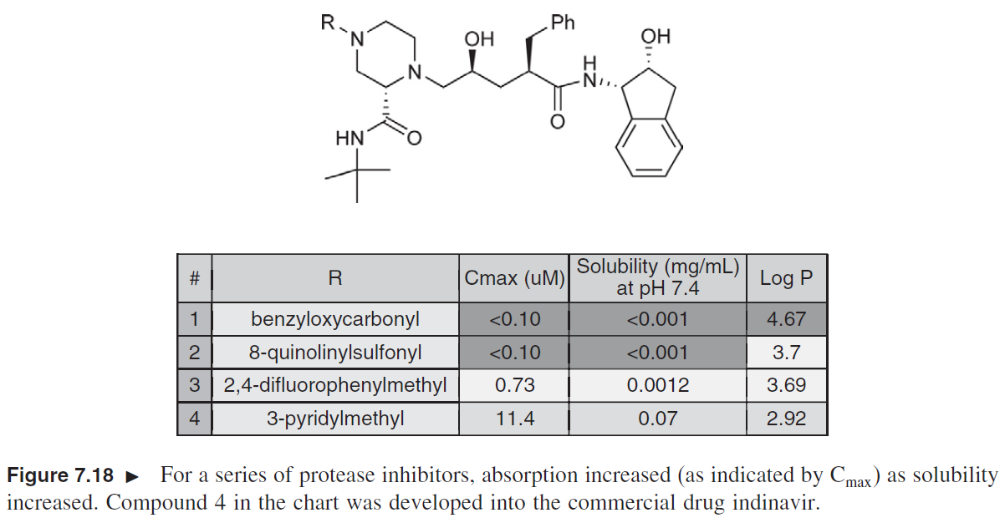 R
N
OH
Ph
OH
N
H
N
O
HN
O
# R Cmax (uM) Solubility (mg/mL) at pH 7.4 Log P
1 benzyloxycarbonyl <0.10 <0.001 4.67
2 8-quinolinylsulfonyl <0.10 <0.001 3.7
3 2,4-difluorophenylmethyl 0.73 0.0012 3.69
4 3-pyridylmethyl 11.4 0.07 2.92
Figure 7.18 ► For a series of protease inhibitors, absorption increased (as indicated by Cmax) as solubility
increased. Compound 4 in the chart was developed into the commercial drug indinavir.